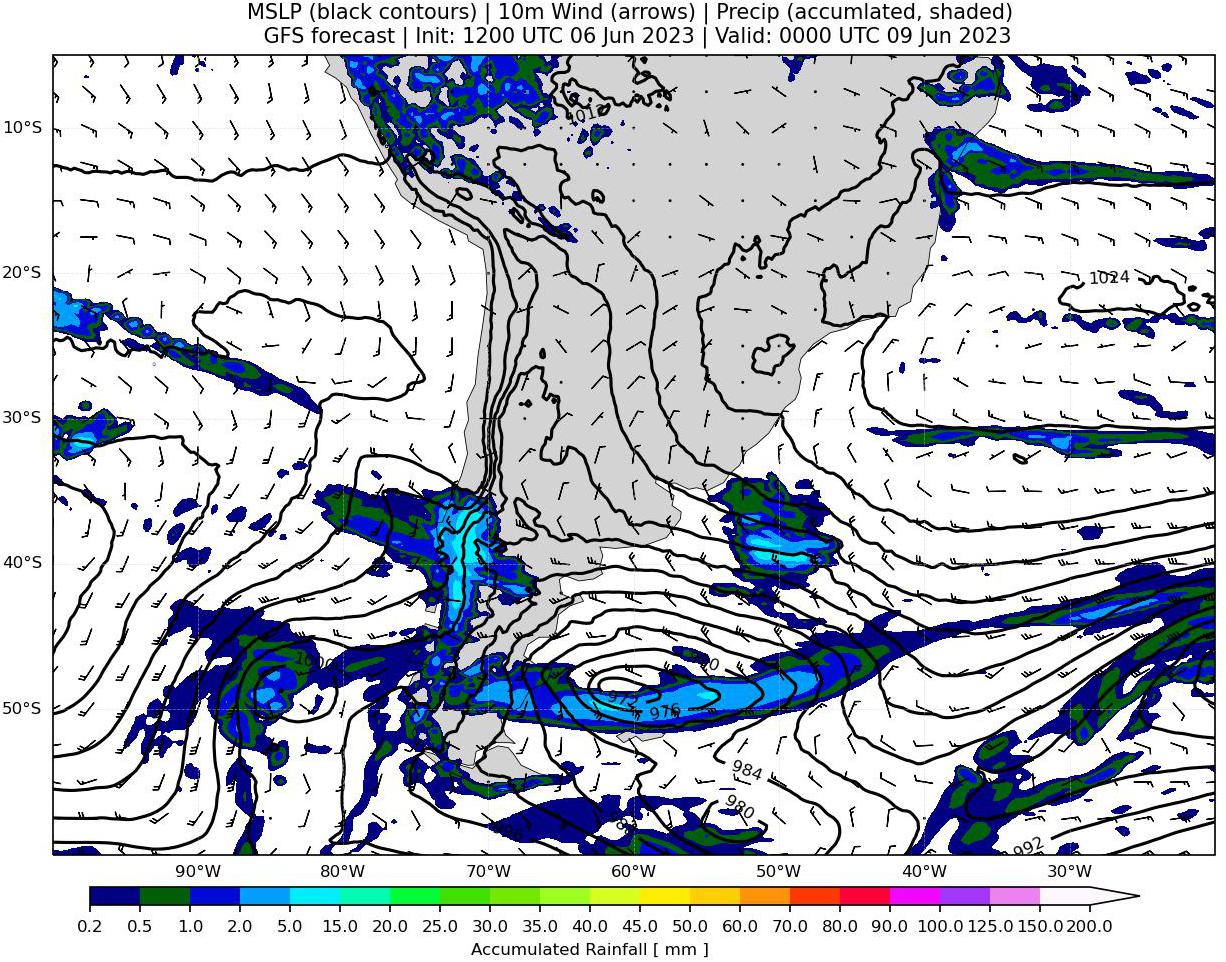 MSLP (black contours) | 10m Wind (arrows) | Precip (accumlated, shaded)
GFS forecast | Init: 1200 UTC 06 Jun 2023 | Valid: 0000 UTC 09 Jun 2023
1012
10°S
20°S
1024
30°S
40°S
1000
972
976
50°S
984
980
992
90°W 80°W 70°W 60°W 50°W 40°W 30°W
0.2 0.5 1.0 2.0 5.0 10.0 15.0 20.0 25.0 30.0 35.0 40.0 45.0 50.0 60.0 70.0 80.0 90.0 100.0 125.0 150.0 200.0
Accumulated Rainfall [ mm ]